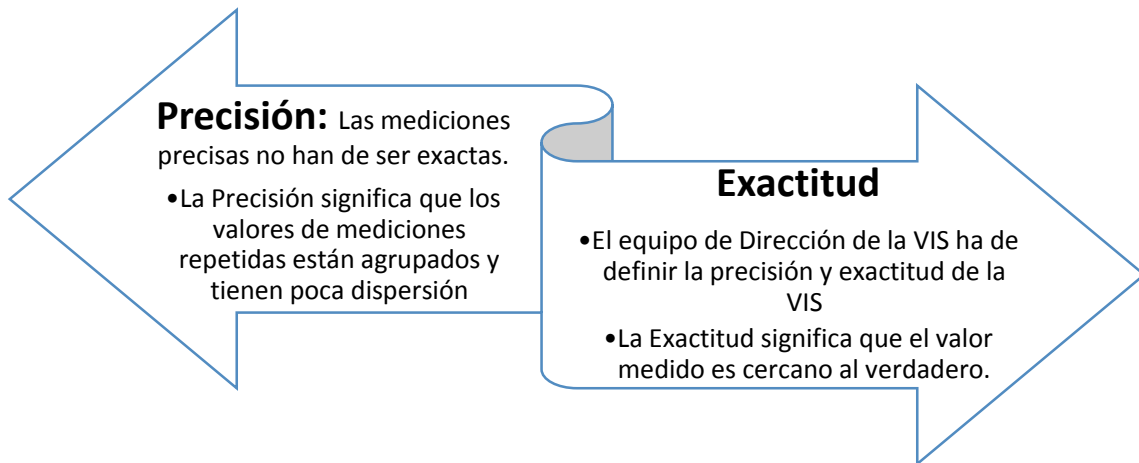 Precisión: Las mediciones
precisas no han de ser exactas.
•La Precisión significa que los
valores de mediciones
repetidas están agrupados y
tienen poca dispersión
Exactitud
•El equipo de Dirección de la VIS ha de
definir la precisión y exactitud de la
VIS
•La Exactitud significa que el valor
medido es cercano al verdadero.